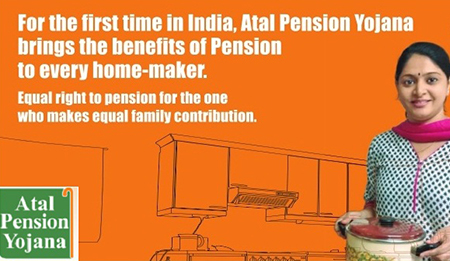 For the first time in India, Atal Pension Yojana
brings the benefits of Pension
to every home-maker.
Equal right to pension for the one
who makes equal family contribution.
Atal
Pension
Yojana